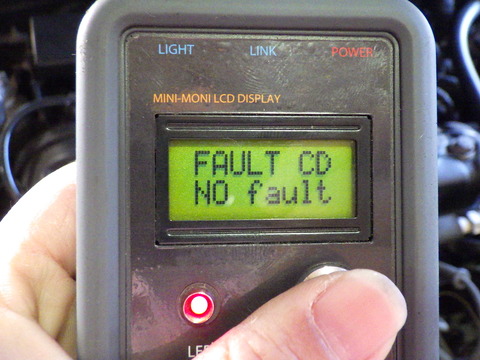 LIGHT LINK POWER
MINI-MONI LCD DISPLAY
FAULT CD
NO fault